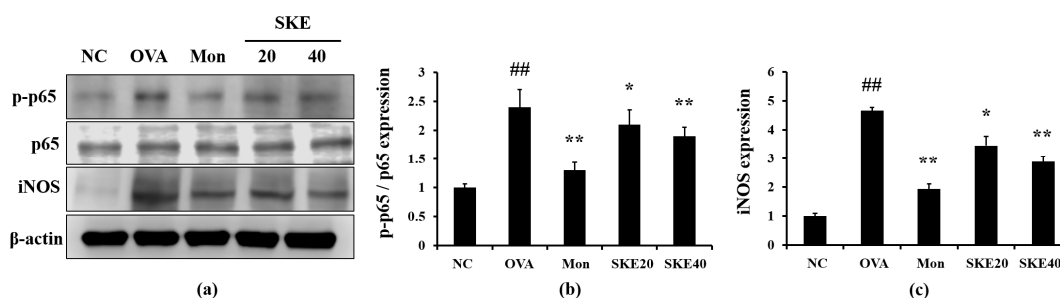 SKE
NC OVA Mon 20 40
p-p65
p65
iNOS
β-actin
(a)
p-p65 / p65 expression
3
2.5
2
1.5
1
0.5
0
##
**
*
**
NC OVA Mon SKE20 SKE40
(b)
iNOS expression
6
5
4
3
2
1
0
##
**
*
**
NC OVA Mon SKE20 SKE40
(c)